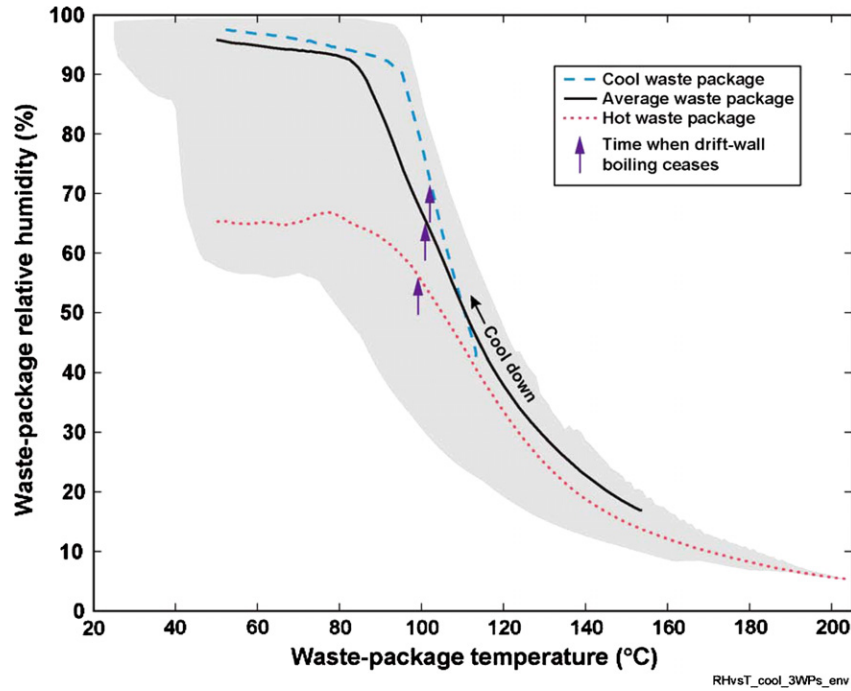 100
90
80
70
60
50
40
30
20
10
0
Waste-package relative humidity (%)
Cool waste package
Average waste package
Hot waste package
Time when drift-wall
boiling ceases
Cool down
20 40 60 80 100 120 140 160 180 200
Waste-package temperature (°C)
RHvsT_cool_3WPs_env